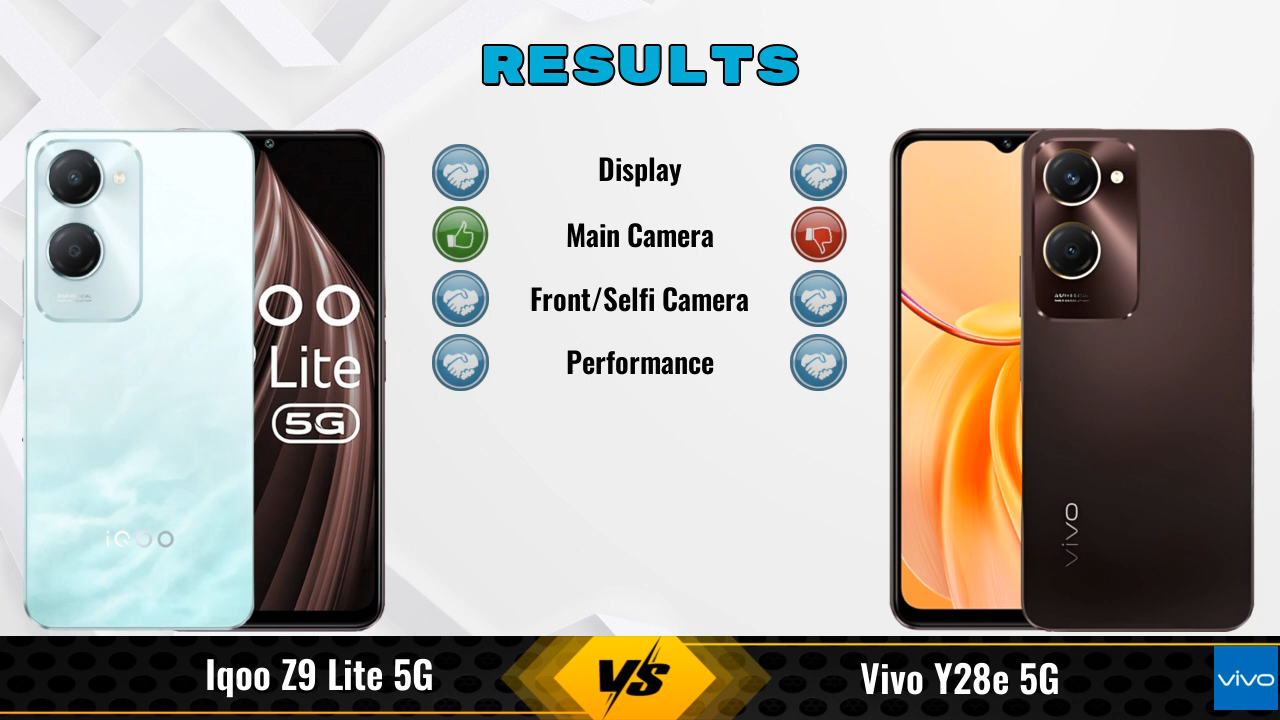 RESULTS
Display
Main Camera
Front/Selfi Camera
Performance
OO
Lite
5G
iQOO
vivo
Iqoo Z9 Lite 5G
VS
Vivo Y28e 5G
vivo